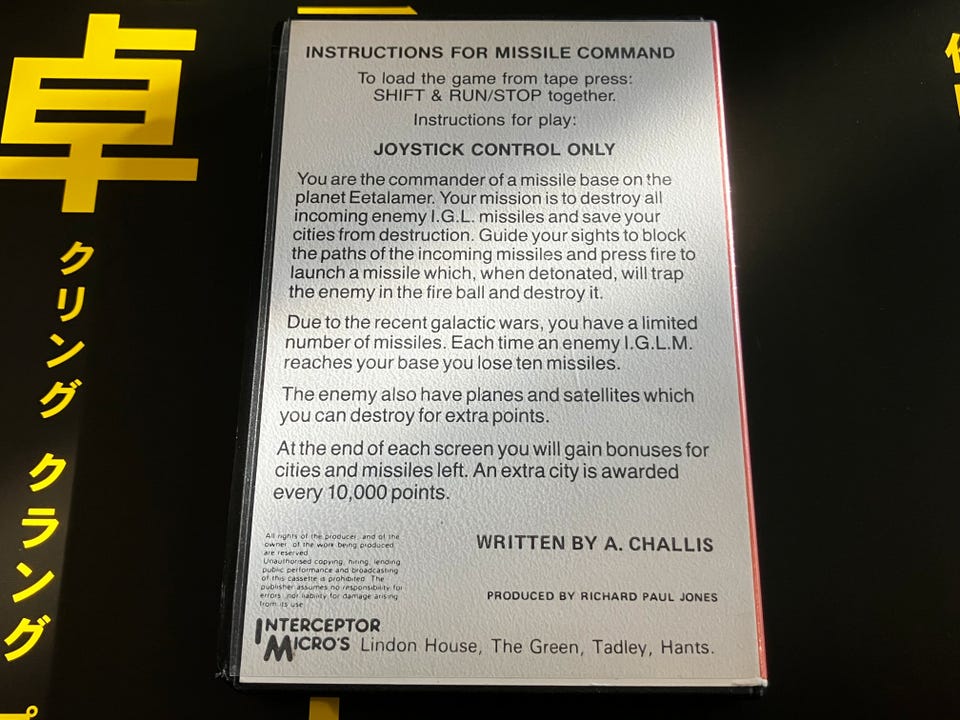 INSTRUCTIONS FOR MISSILE COMMAND
To load the game from tape press:
SHIFT & RUN/STOP together.
Instructions for play:
JOYSTICK CONTROL ONLY
You are the commander of a missile base on the
planet Eetalamer. Your mission is to destroy all
incoming enemy I.G.L. missiles and save your
cities from destruction. Guide your sights to block
the paths of the incoming missiles and press fire to
launch a missile which, when detonated, will trap
the enemy in the fire ball and destroy it.
Due to the recent galactic wars, you have a limited
number of missiles. Each time an enemy I.G.L.M.
reaches your base you lose ten missiles.
The enemy also have planes and satellites which
you can destroy for extra points.
At the end of each screen you will gain bonuses for
cities and missiles left. An extra city is awarded
every 10,000 points.
All rights of the producer, and of the
owner, of the work being produced,
are reserved.
Unauthorised copying, hiring, lending,
public performance and broadcasting
of this cassette is prohibited. The
publisher assumes no responsibility for
errors, nor liability for damage arising
from its use.
WRITTEN BY A. CHALLIS
PRODUCED BY RICHARD PAUL JONES
INTERCEPTOR
MICRO'S Lindon House, The Green, Tadley, Hants.
卓
クリング クラング